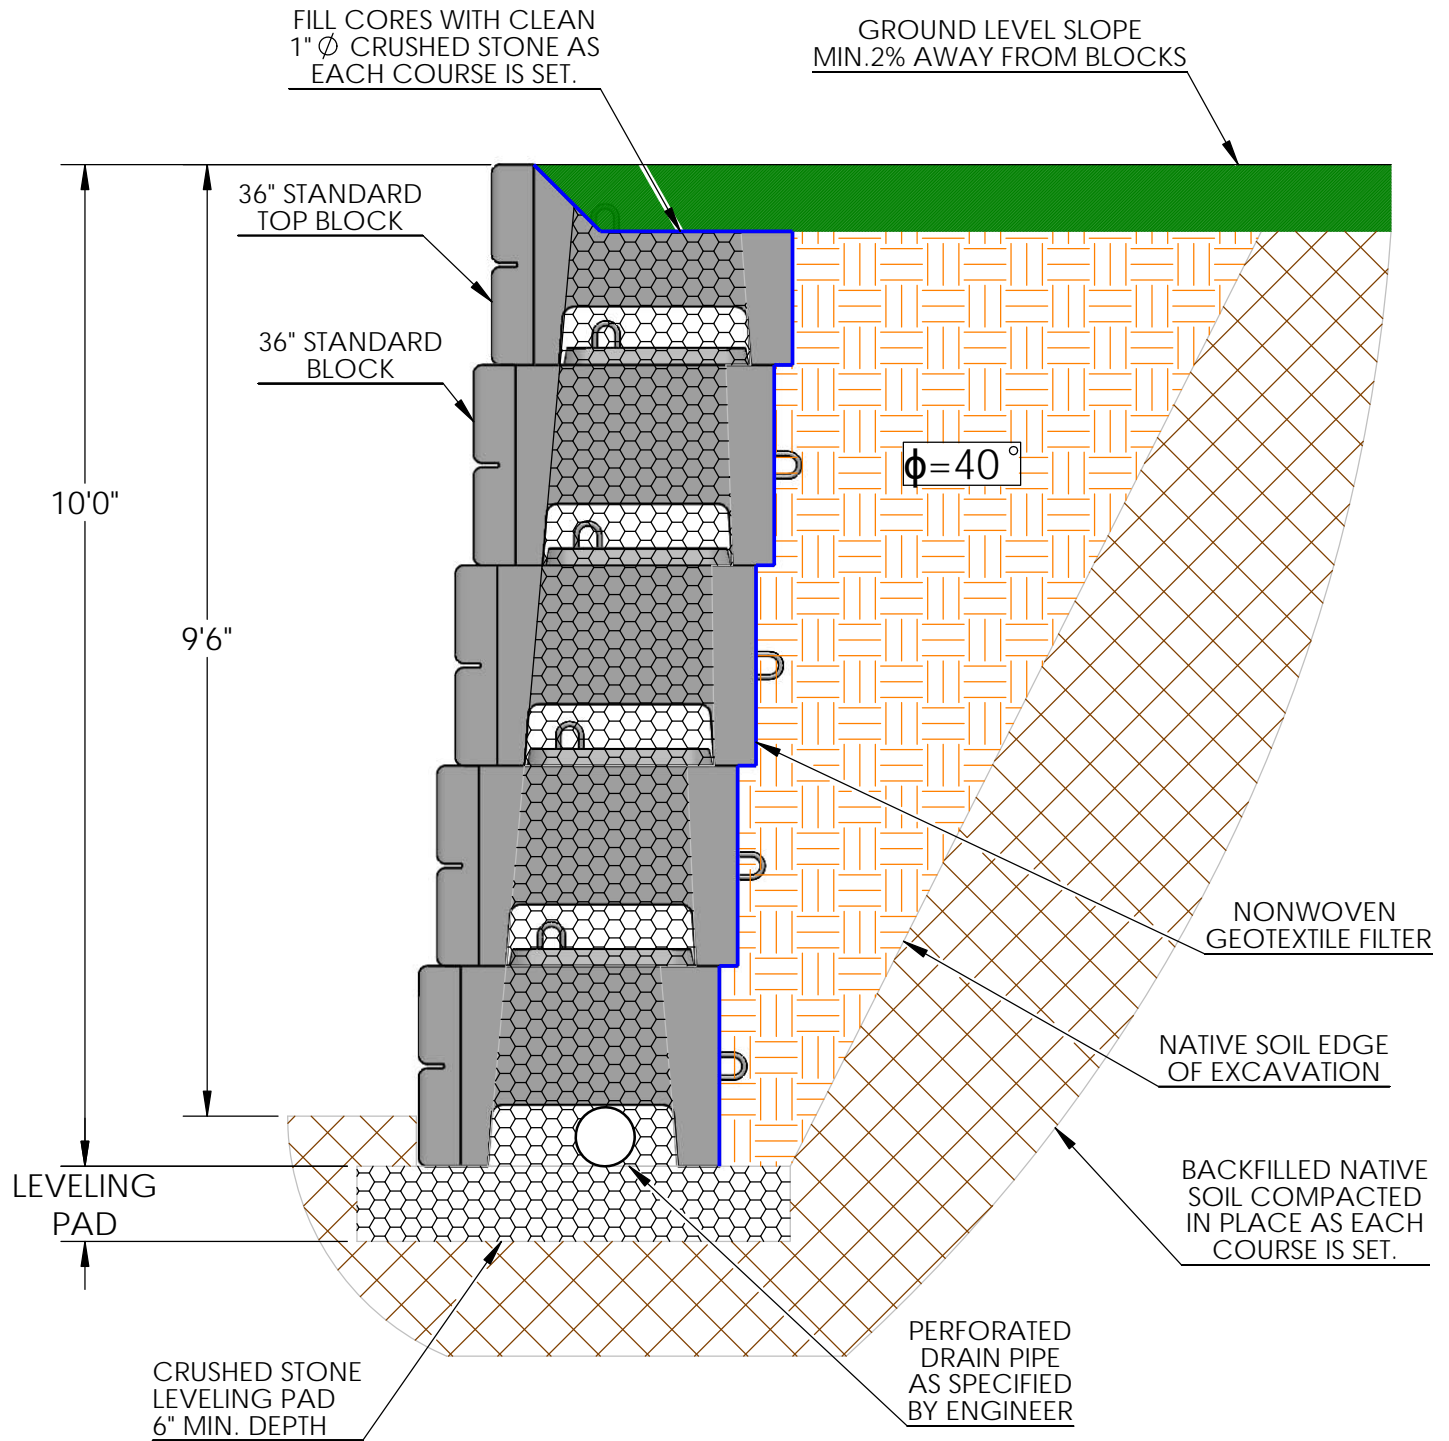 FILL CORES WITH CLEAN
1"∅ CRUSHED STONE AS
EACH COURSE IS SET.
GROUND LEVEL SLOPE
MIN.2% AWAY FROM BLOCKS
36" STANDARD
TOP BLOCK
36" STANDARD
BLOCK
ϕ=40°
10'0"
9'6"
NONWOVEN
GEOTEXTILE FILTER
NATIVE SOIL EDGE
OF EXCAVATION
BACKFILLED NATIVE
SOIL COMPACTED
IN PLACE AS EACH
COURSE IS SET.
LEVELING
PAD
PERFORATED
DRAIN PIPE
AS SPECIFIED
BY ENGINEER
CRUSHED STONE
LEVELING PAD
6" MIN. DEPTH